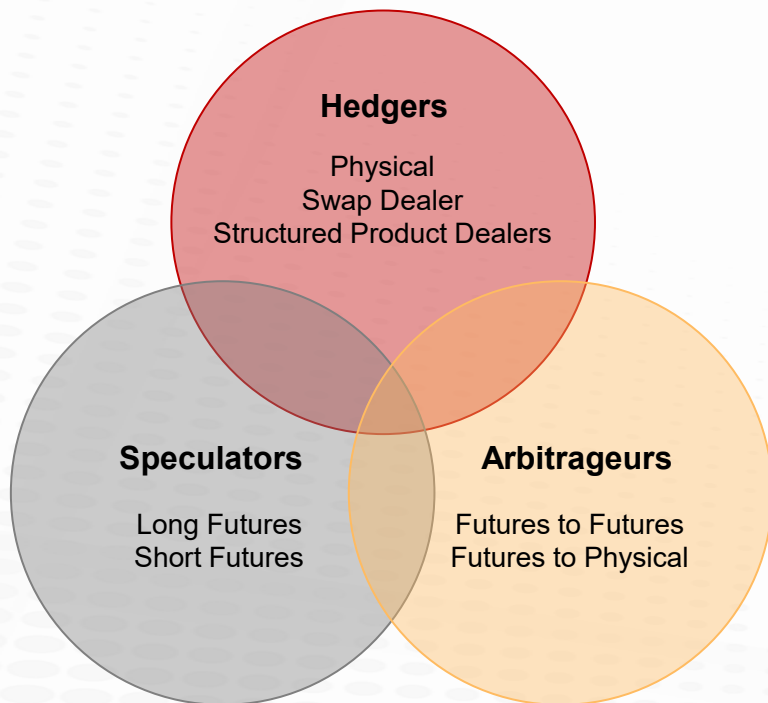 Hedgers
Physical
Swap Dealer
Structured Product Dealers
Speculators
Long Futures
Short Futures
Arbitrageurs
Futures to Futures
Futures to Physical